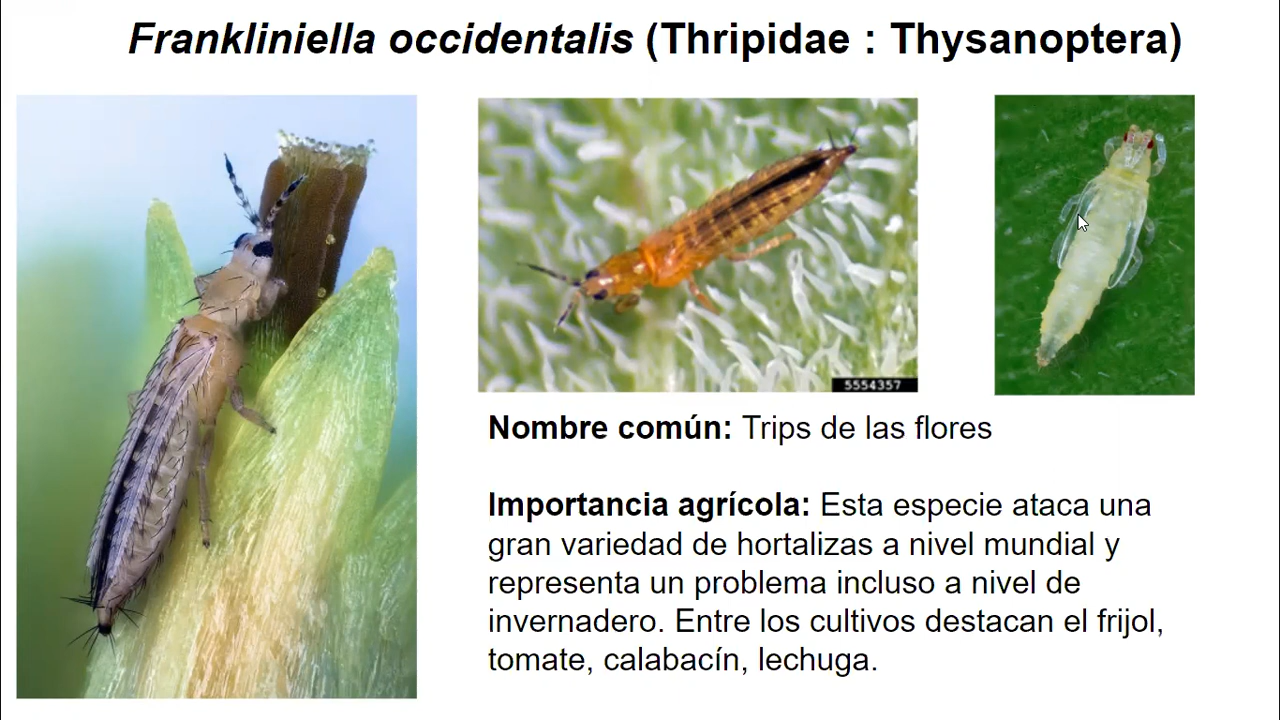 Frankliniella occidentalis (Thripidae : Thysanoptera)
5554357
Nombre común: Trips de las flores
Importancia agrícola: Esta especie ataca una
gran variedad de hortalizas a nivel mundial y
representa un problema incluso a nivel de
invernadero. Entre los cultivos destacan el frijol,
tomate, calabacín, lechuga.